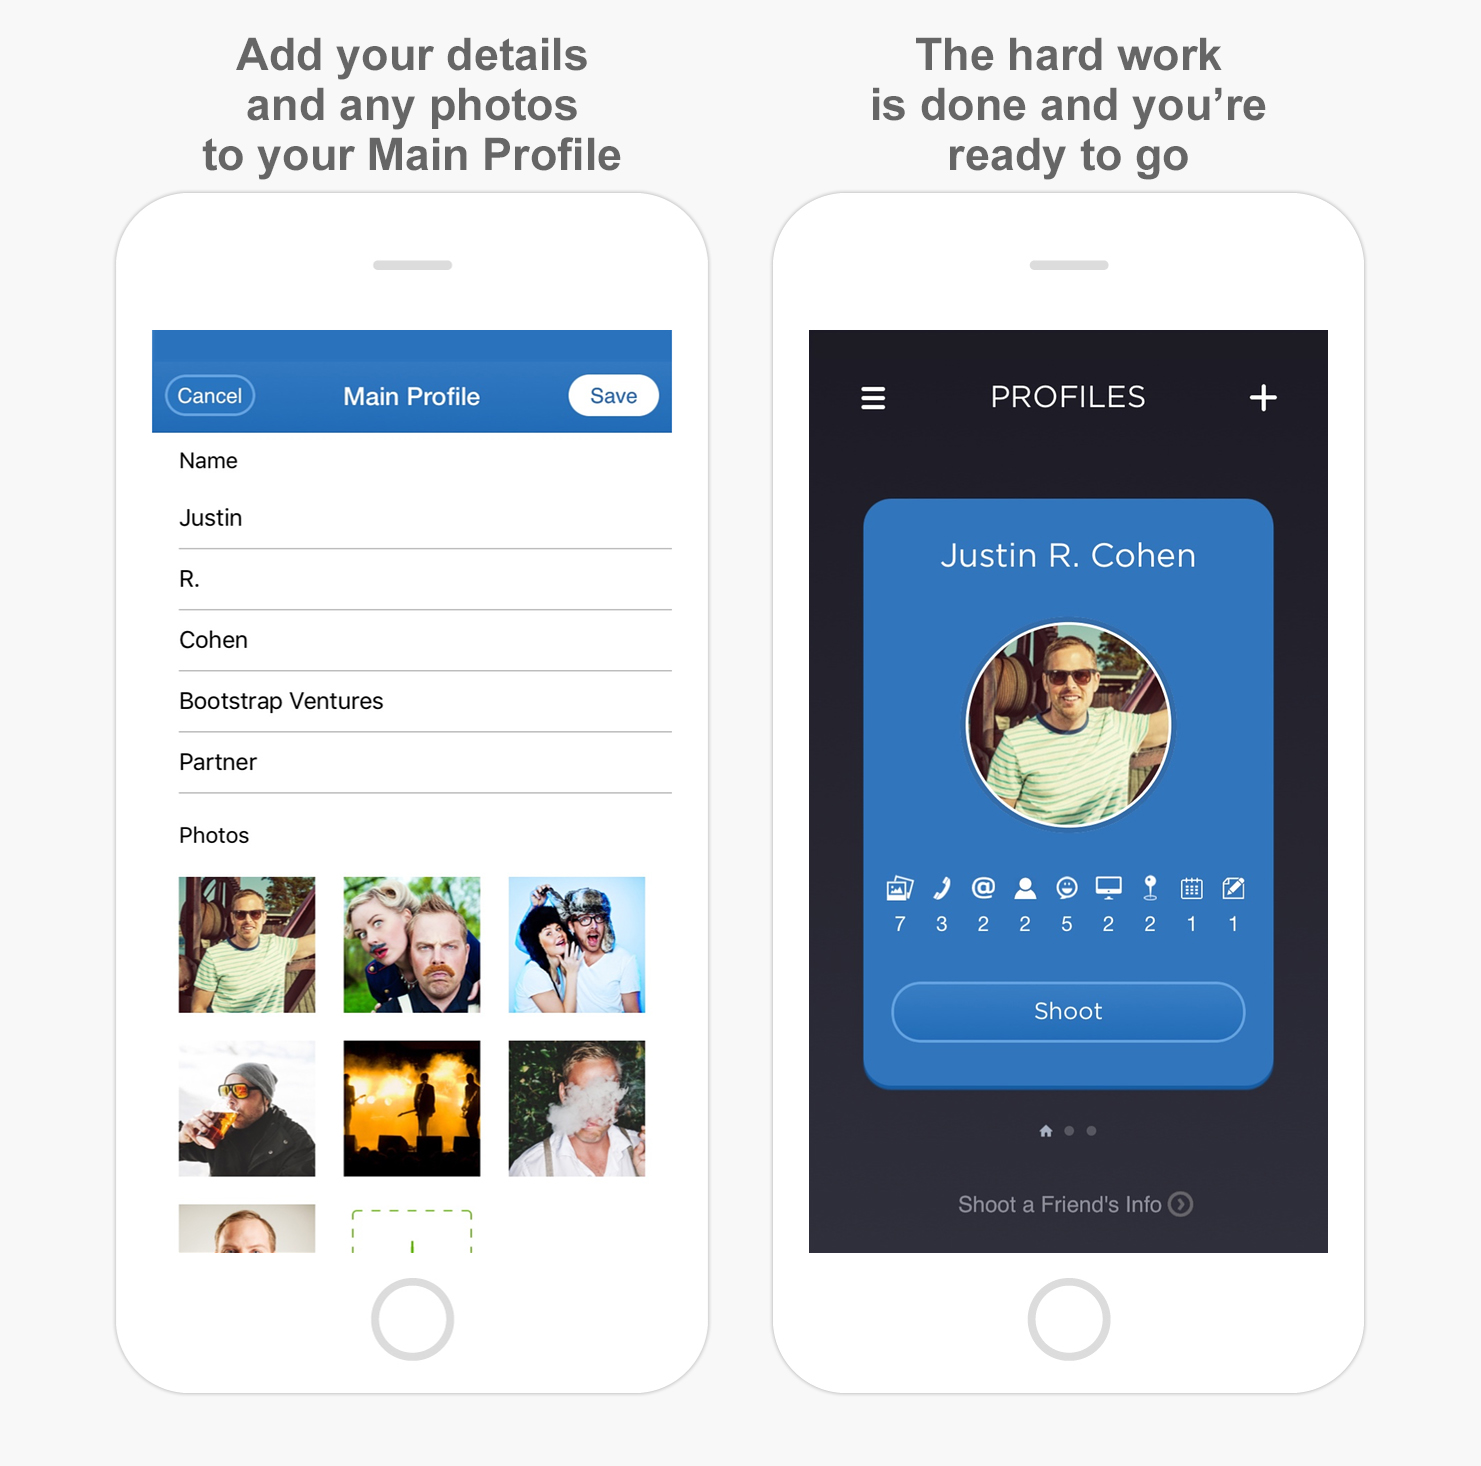 Add your details
and any photos
to your Main Profile
Cancel
Main Profile
Save
Name
Justin
R.
Cohen
Bootstrap Ventures
Partner
Photos
The hard work
is done and you’re
ready to go
PROFILES
Justin R. Cohen
7 3 2 2 5 2 2 1 1
Shoot
Shoot a Friend's Info